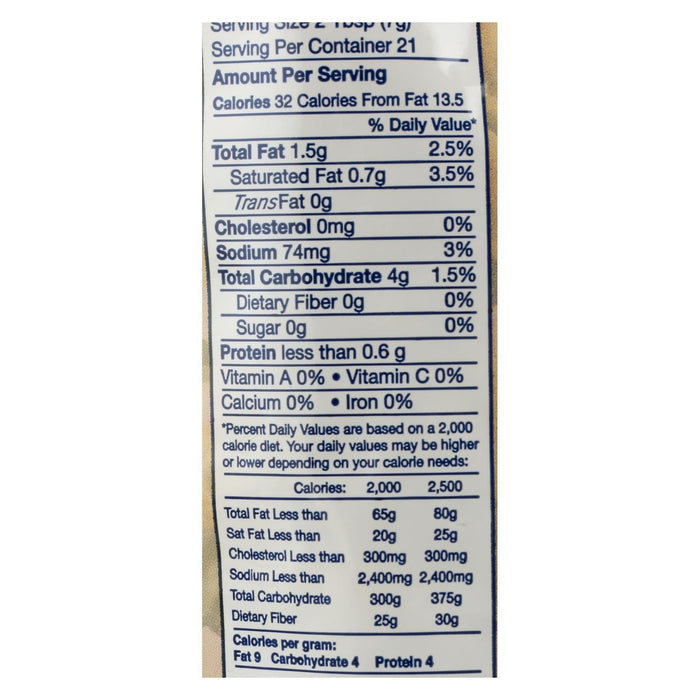 Serving Size 2 Tbsp (7g)
Serving Per Container 21
Amount Per Serving
Calories 32 Calories From Fat 13.5
% Daily Value*
Total Fat 1.5g 2.5%
Saturated Fat 0.7g 3.5%
Trans Fat 0g
Cholesterol 0mg 0%
Sodium 74mg 3%
Total Carbohydrate 4g 1.5%
Dietary Fiber 0g 0%
Sugar 0g 0%
Protein less than 0.6 g
Vitamin A 0% • Vitamin C 0%
Calcium 0% • Iron 0%
*Percent Daily Values are based on a 2,000
calorie diet. Your daily values may be higher
or lower depending on your calorie needs:
Calories: 2,000 2,500
Total Fat Less than 65g 80g
Sat Fat Less than 20g 25g
Cholesterol Less than 300mg 300mg
Sodium Less than 2,400mg 2,400mg
Total Carbohydrate 300g 375g
Dietary Fiber 25g 30g
Calories per gram:
Fat 9 Carbohydrate 4 Protein 4